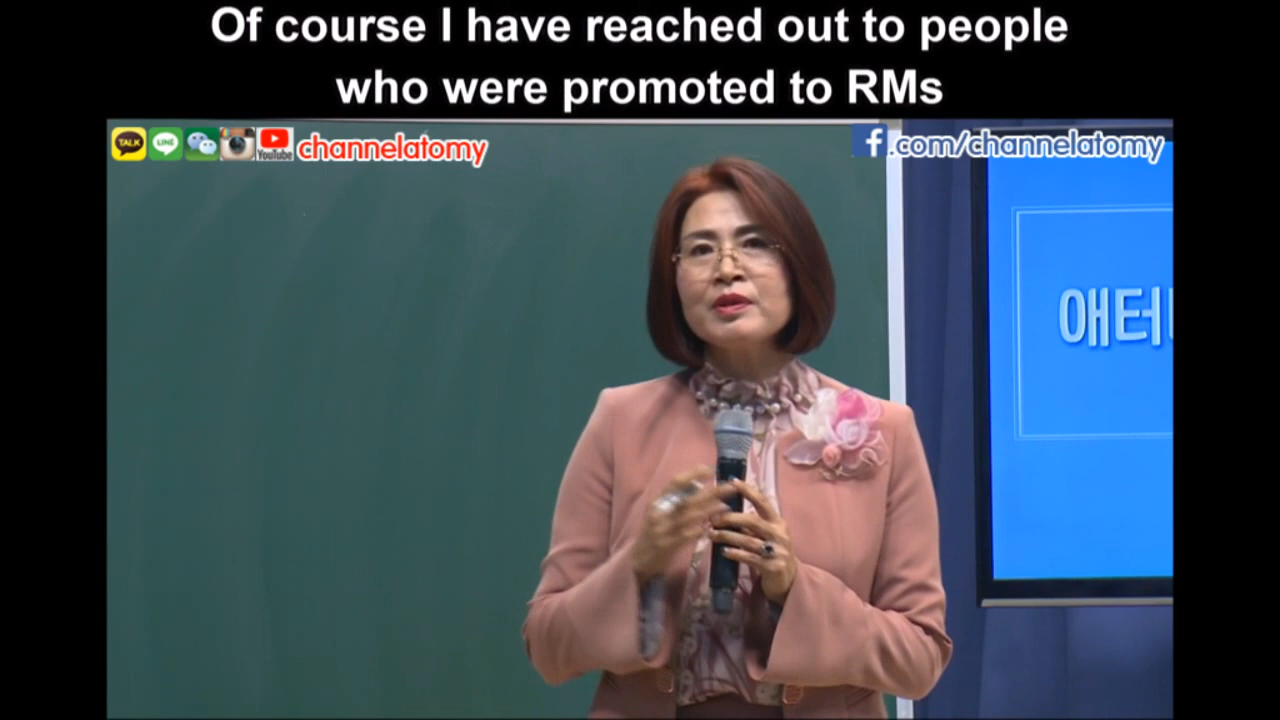 Of course I have reached out to people
who were promoted to RMs
TALK
LINE
YouTube
channelatomy
f.com/channelatomy
애터